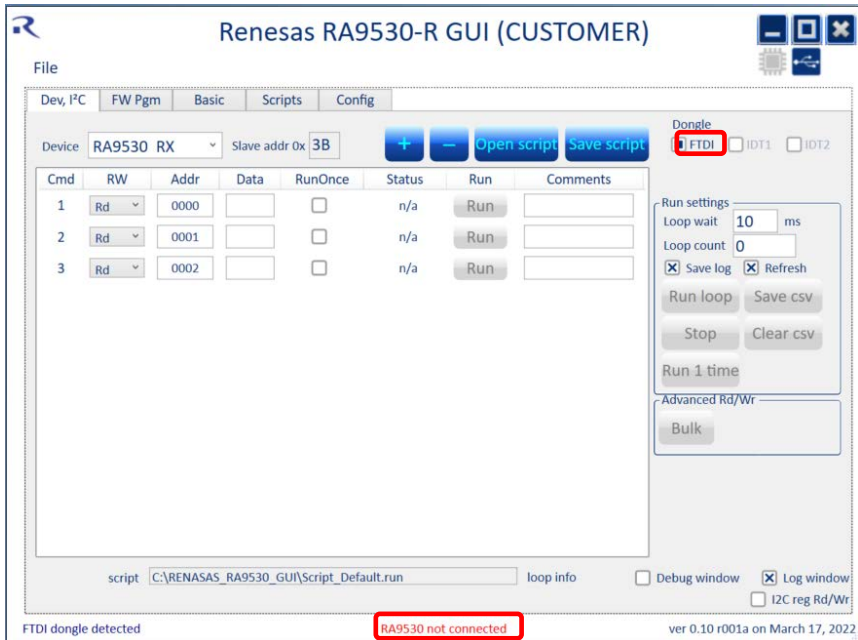 Renesas RA9530-R GUI (CUSTOMER)
File
Dev, I²C FW Pgm Basic Scripts Config
Device RA9530 RX Slave addr 0x 3B + – Open script Save script
Dongle
FTDI IDT1 IDT2
Cmd RW Addr Data RunOnce Status Run Comments
1 Rd 0000 n/a Run
2 Rd 0001 n/a Run
3 Rd 0002 n/a Run
Run settings
Loop wait 10 ms
Loop count 0
Save log Refresh
Run loop Save csv
Stop Clear csv
Run 1 time
Advanced Rd/Wr
Bulk
script C:\RENASAS_RA9530_GUI\Script_Default.run loop info Debug window Log window
I2C reg Rd/Wr
FTDI dongle detected RA9530 not connected ver 0.10 r001a on March 17, 2022